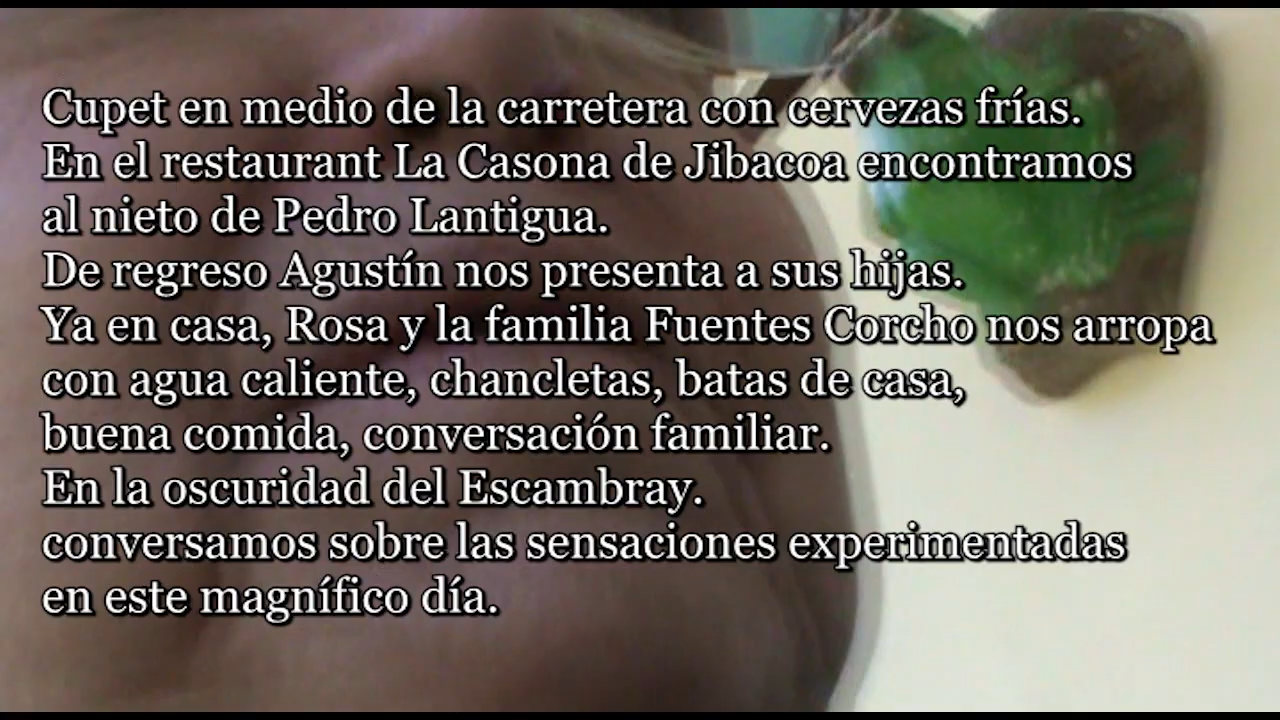 Cupet en medio de la carretera con cervezas frías.
En el restaurant La Casona de Jibacoa encontramos
al nieto de Pedro Lantigua.
De regreso Agustín nos presenta a sus hijas.
Ya en casa, Rosa y la familia Fuentes Corcho nos arropa
con agua caliente, chancletas, batas de casa,
buena comida, conversación familiar.
En la oscuridad del Escambray.
conversamos sobre las sensaciones experimentadas
en este magnífico día.